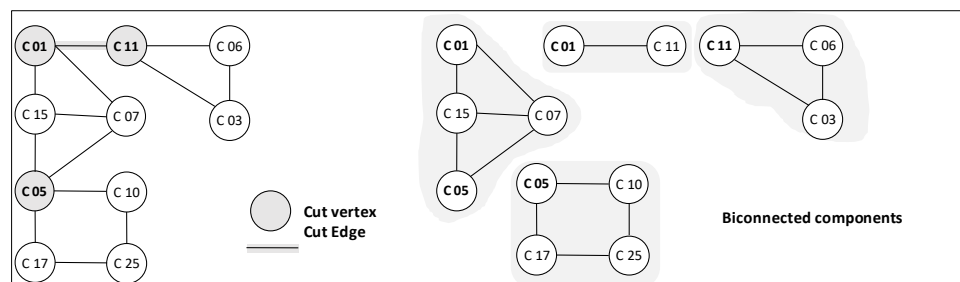 C 01 C 11 C 06
C 15 C 07 C 03
C 05 C 10
C 17 C 25
Cut vertex
Cut Edge
C 01 C 01 C 11 C 11 C 06
C 15 C 07 C 03
C 05 C 05 C 10
C 17 C 25
Biconnected components